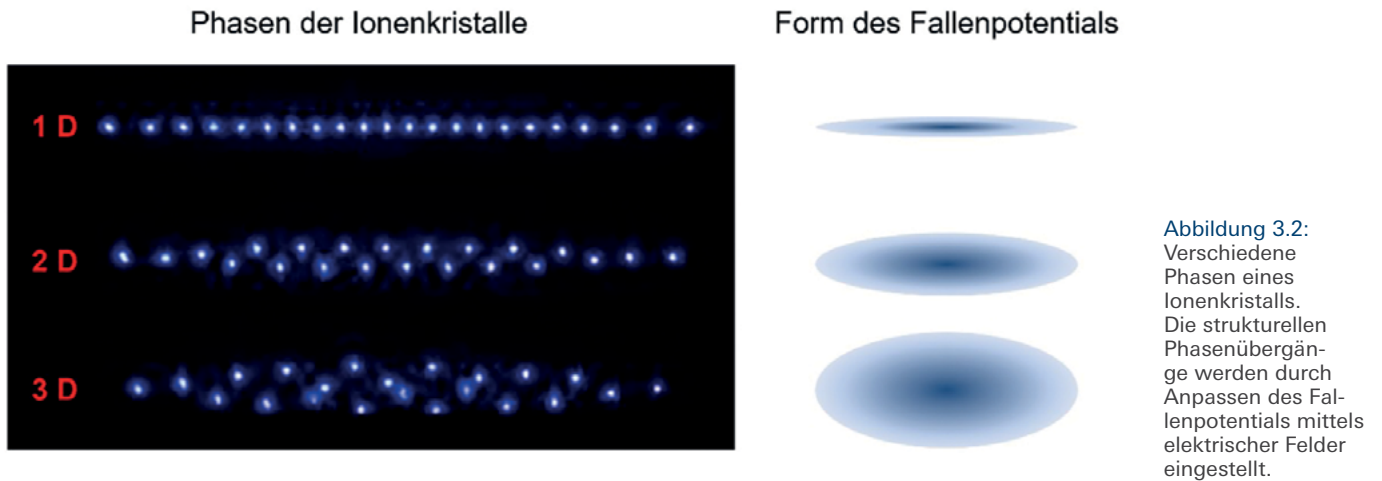 Phasen der Ionenkristalle
Form des Fallenpotentials
1 D
2 D
3 D
Abbildung 3.2:
Verschiedene
Phasen eines
Ionenkristalls.
Die strukturellen
Phasenübergän-
ge werden durch
Anpassen des Fal-
lenpotentials mittels
elektrischer Felder
eingestellt.